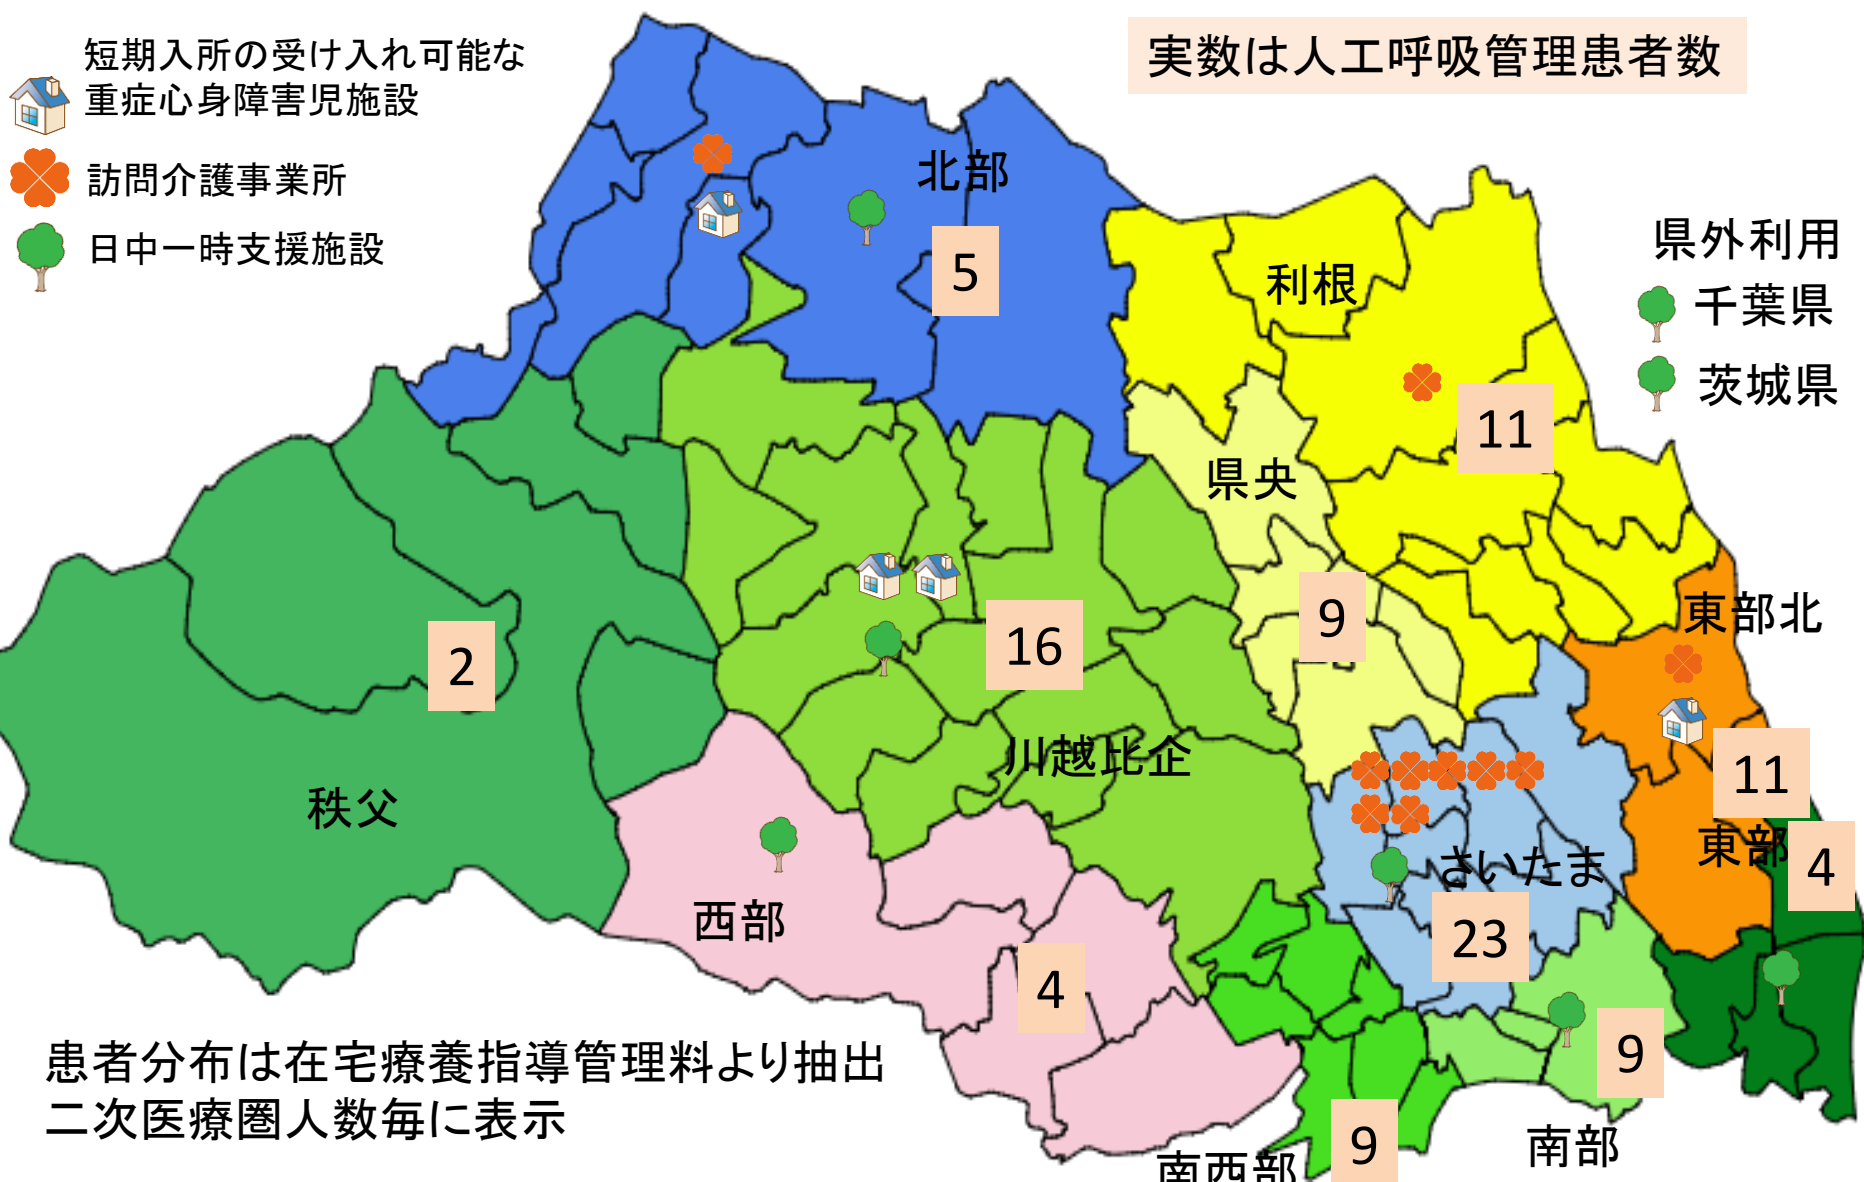 短期入所の受け入れ可能な
重症心身障害児施設
訪問介護事業所
日中一時支援施設
実数は人工呼吸管理患者数
県外利用
千葉県
茨城県
北部
5
利根
11
県央
9
東部北
11
東部
4
秩父
2
16
川越比企
さいたま
23
西部
4
9
南部
南西部
9
患者分布は在宅療養指導管理料より抽出
二次医療圏人数毎に表示